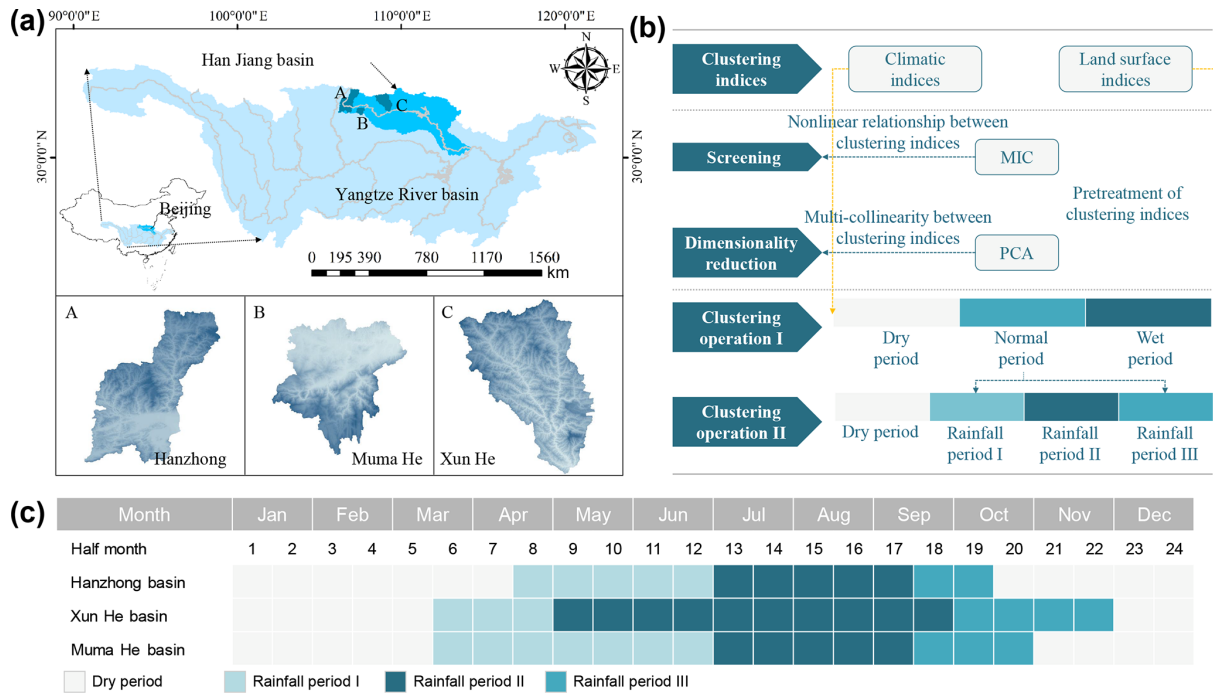 (a)
90°0'0"E 100°0'0"E 110°0'0"E 120°0'0"E
30°0'0"N
Han Jiang basin
N
W E
S
A
B
C
Yangtze River basin
Beijing
0 195 390 780 1170 1560
km
30°0'0"N
A
Hanzhong
B
Muma He
C
Xun He
(b)
Clustering
indices
Climatic
indices
Land surface
indices
Screening
Nonlinear relationship between
clustering indices
MIC
Pretreatment of
clustering indices
Dimensionality
reduction
Multi-collinearity between
clustering indices
PCA
Clustering
operation I
Dry
period
Normal
period
Wet
period
Clustering
operation II
Dry period
Rainfall
period I
Rainfall
period II
Rainfall
period III
(c)
Month Jan Feb Mar Apr May Jun Jul Aug Sep Oct Nov Dec
Half month 1 2 3 4 5 6 7 8 9 10 11 12 13 14 15 16 17 18 19 20 21 22 23 24
Hanzhong basin
Xun He basin
Muma He basin
Dry period Rainfall period I Rainfall period II Rainfall period III